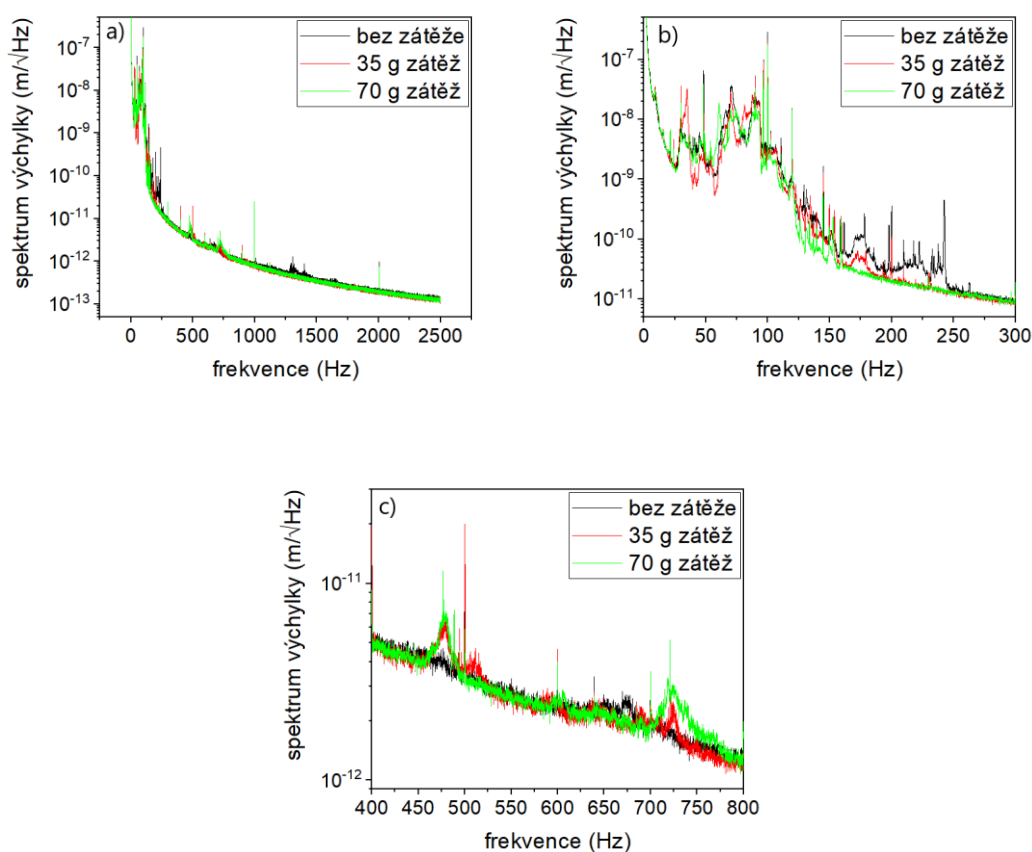 a)
bez zátěže
35 g zátěž
70 g zátěž
spektrum výchylky (m/√Hz)
10⁻⁷
10⁻⁸
10⁻⁹
10⁻¹⁰
10⁻¹¹
10⁻¹²
10⁻¹³
0 500 1000 1500 2000 2500
frekvence (Hz)
b)
bez zátěže
35 g zátěž
70 g zátěž
spektrum výchylky (m/√Hz)
10⁻⁷
10⁻⁸
10⁻⁹
10⁻¹⁰
10⁻¹¹
0 50 100 150 200 250 300
frekvence (Hz)
c)
bez zátěže
35 g zátěž
70 g zátěž
spektrum výchylky (m/√Hz)
10⁻¹¹
10⁻¹²
400 450 500 550 600 650 700 750 800
frekvence (Hz)